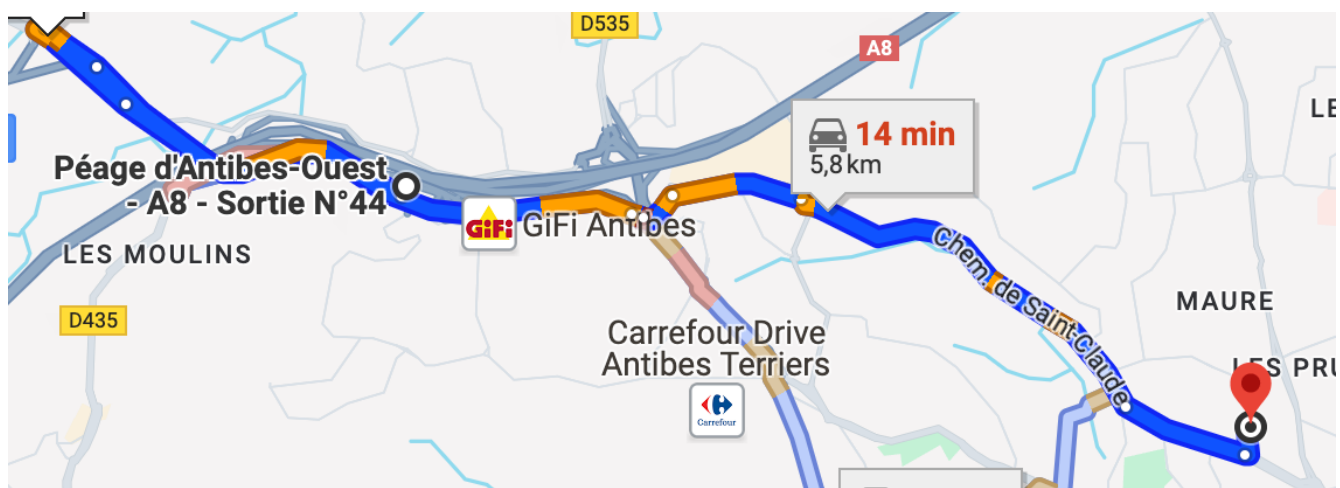 D535
A8
LE
14 min
5,8 km
Péage d'Antibes-Ouest
- A8 - Sortie N°44
GiFi
GiFi Antibes
LES MOULINS
Chem. de Saint-Claude
MAURE
D435
Carrefour Drive
Antibes Terriers
LES PRU
Carrefour